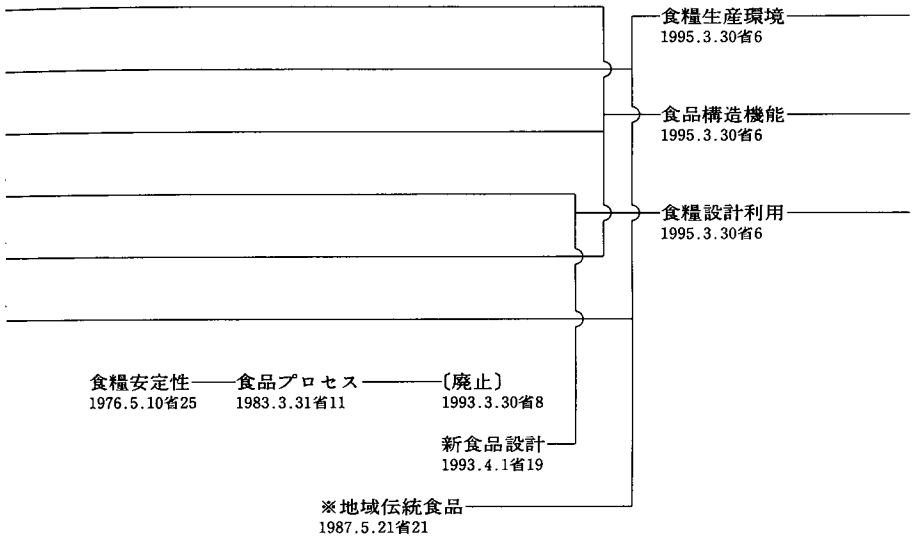 食糧生産環境
1995.3.30省6
食品構造機能
1995.3.30省6
食糧設計利用
1995.3.30省6
食糧安定性 食品プロセス 〔廃止〕
1976.5.10省25 1983.3.31省11 1993.3.30省8
新食品設計
1993.4.1省19
※地域伝統食品
1987.5.21省21